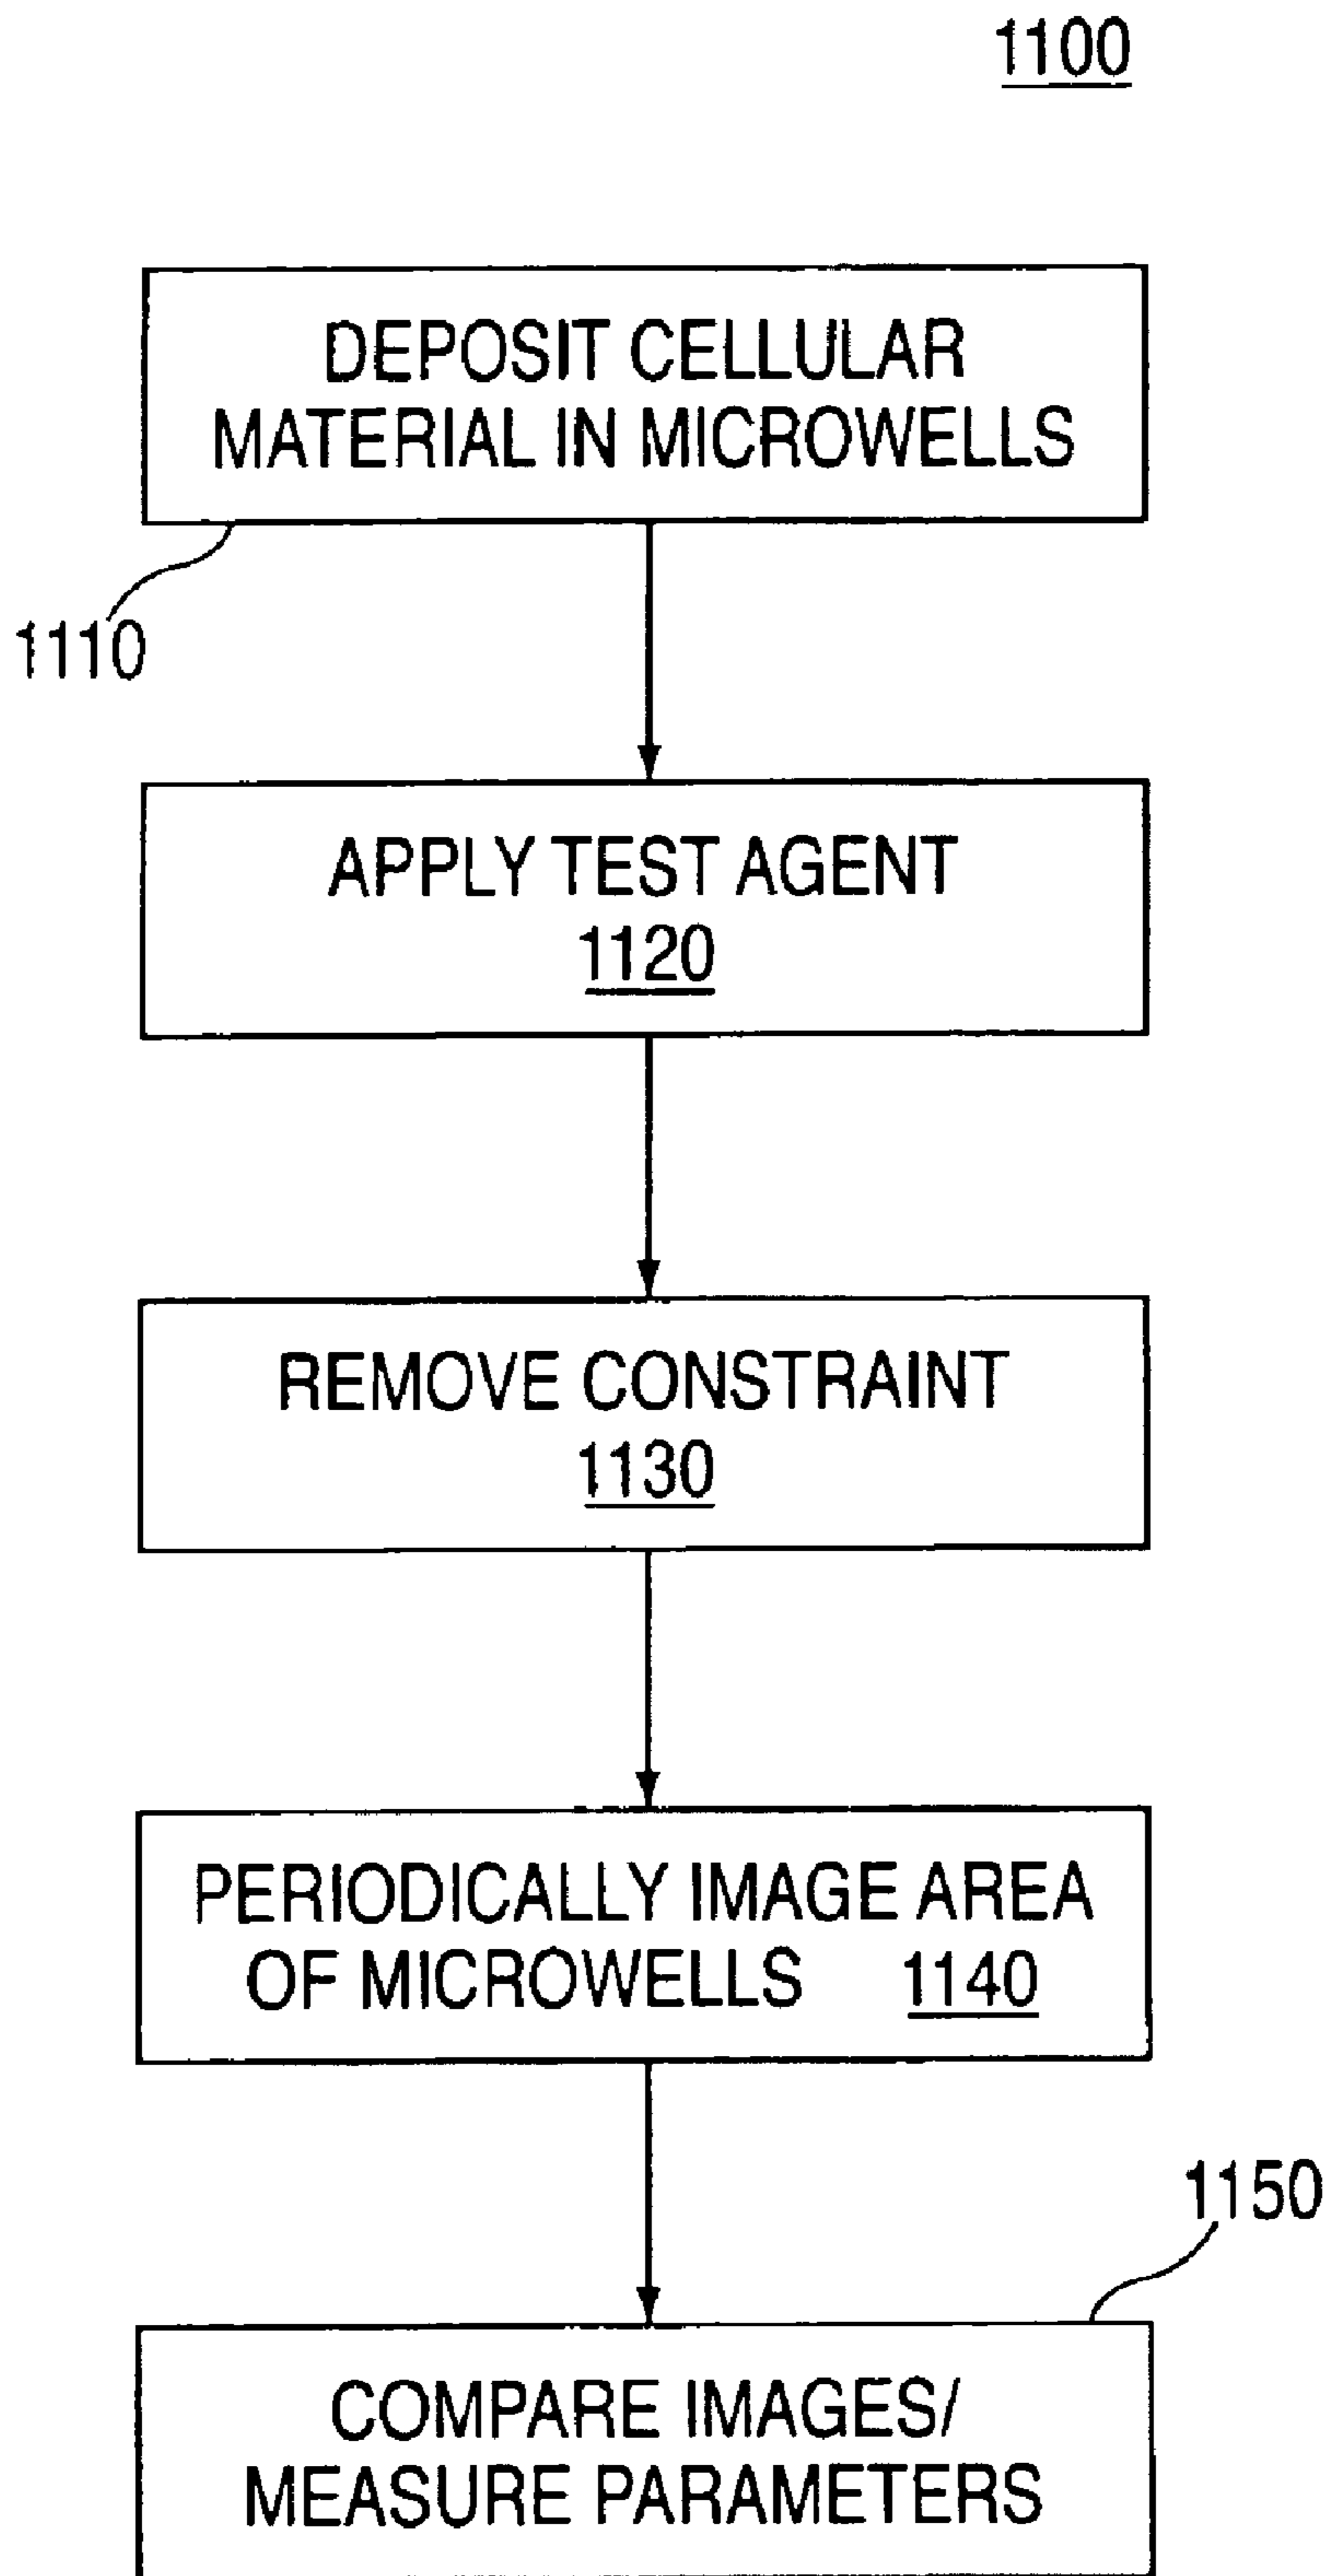 1100
DEPOSIT CELLULAR
MATERIAL IN MICROWELLS
1110
APPLY TEST AGENT
1120
REMOVE CONSTRAINT
1130
PERIODICALLY IMAGE AREA
OF MICROWELLS 1140
1150
COMPARE IMAGES/
MEASURE PARAMETERS